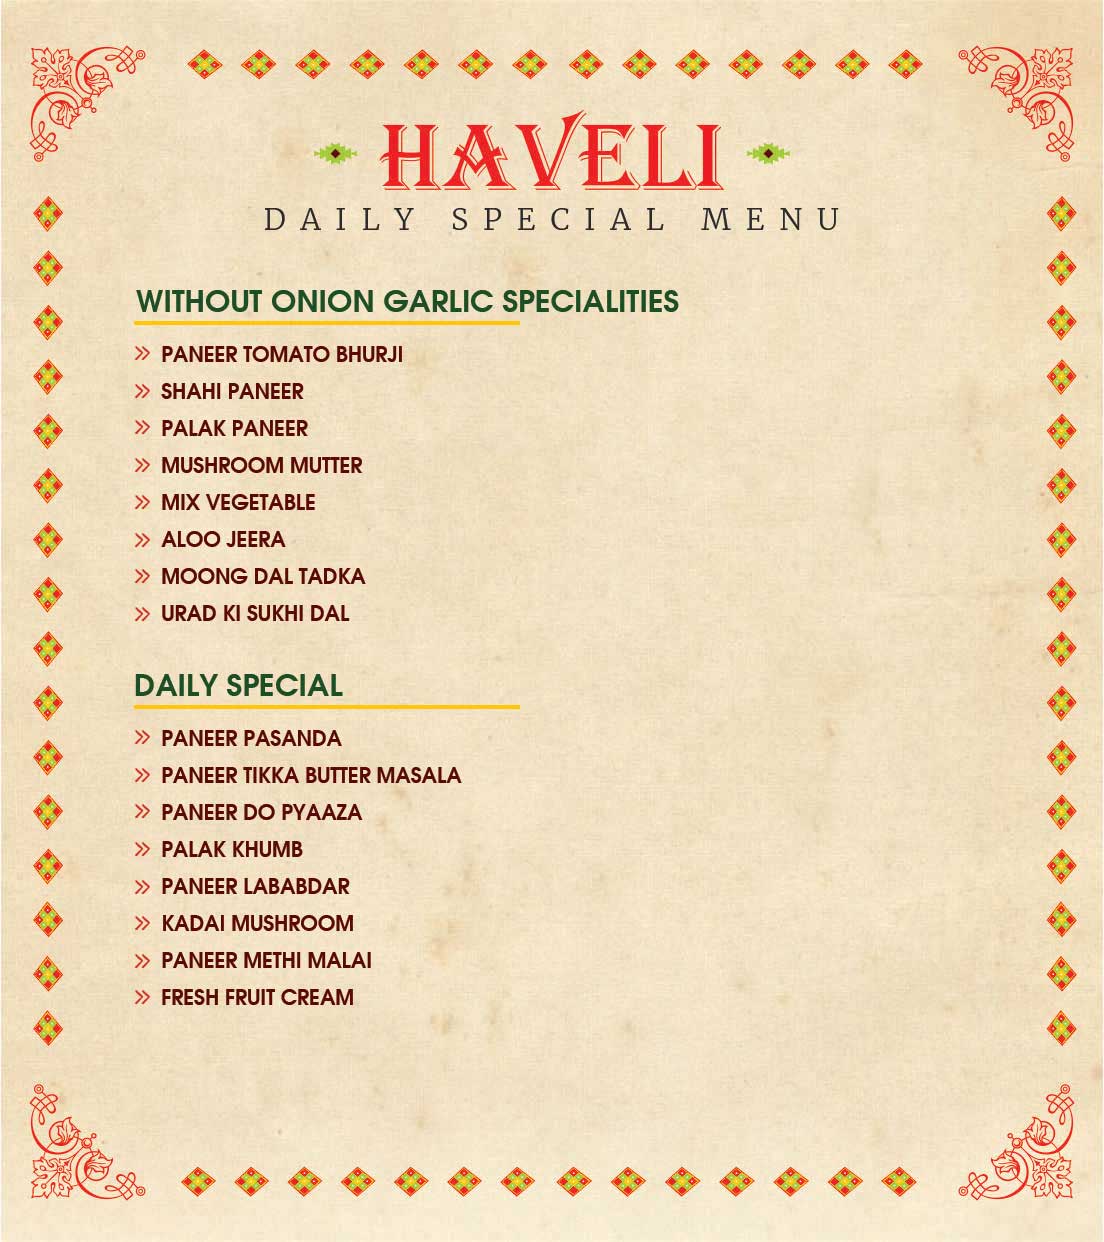 HAVELI
DAILY SPECIAL MENU
WITHOUT ONION GARLIC SPECIALITIES
PANEER TOMATO BHURJI
SHAHI PANEER
PALAK PANEER
MUSHROOM MUTTER
MIX VEGETABLE
ALOO JEERA
MOONG DAL TADKA
URAD KI SUKHI DAL
DAILY SPECIAL
PANEER PASANDA
PANEER TIKKA BUTTER MASALA
PANEER DO PYAAZA
PALAK KHUMB
PANEER LABABDAR
KADAI MUSHROOM
PANEER METHI MALAI
FRESH FRUIT CREAM